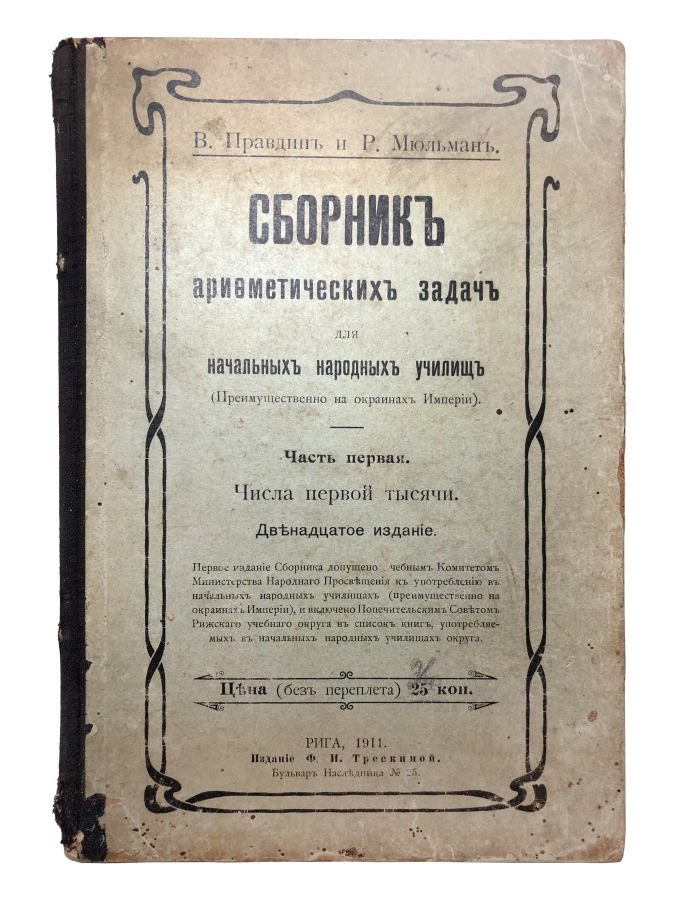 В. Правдинъ и Р. Мюльманъ.
СБОРНИКЪ
ариѳметическихъ задачъ
для
начальныхъ народныхъ училищъ
(Преимущественно на окраинахъ Имперіи).
Часть первая.
Числа первой тысячи.
Двѣнадцатое изданіе.
Первое изданіе Сборника допущено чебнымъ Комитетомъ
Министерства Народнаго Просвѣщенія къ употребленію въ
начальныхъ народныхъ училищахъ (преимущественно на
окраинахъ Имперіи), и включено Попечительскимъ Совѣтомъ
Рижскаго учебнаго округа въ списокъ книгъ, употребляе-
мыхъ въ начальныхъ народныхъ училищахъ округа.
Цѣна (безъ переплета) 25 коп.
РИГА, 1911.
Изданіе Ф. И. Трескиной.
Бульваръ Наслѣдника № 25.